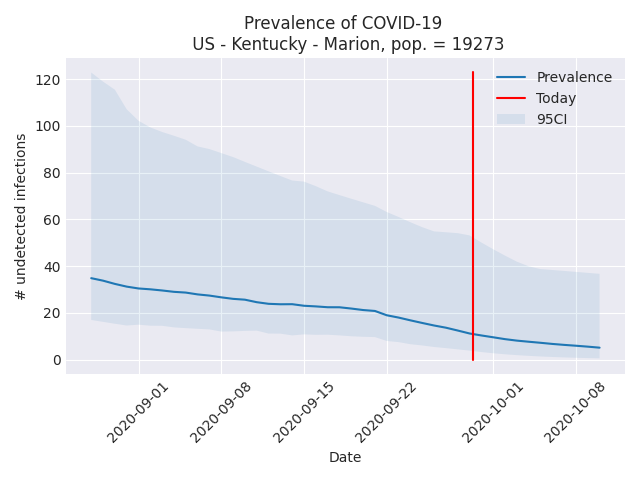 Prevalence of COVID-19
US - Kentucky - Marion, pop. = 19273
Prevalence
Today
95CI
# undetected infections
120
100
80
60
40
20
0
2020-09-01
2020-09-08
2020-09-15
2020-09-22
2020-10-01
2020-10-08
Date